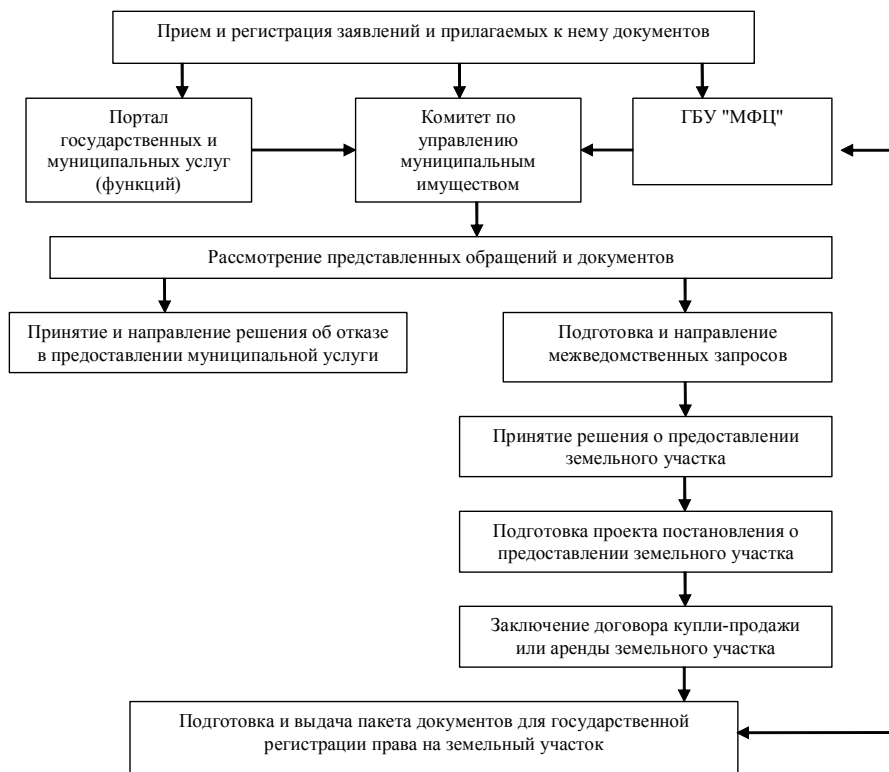 Прием и регистрация заявлений и прилагаемых к нему документов
Портал
государственных и
муниципальных услуг
(функций)
Комитет по
управлению
муниципальным
имуществом
ГБУ "МФЦ"
Рассмотрение представленных обращений и документов
Принятие и направление решения об отказе
в предоставлении муниципальной услуги
Подготовка и направление
межведомственных запросов
Принятие решения о предоставлении
земельного участка
Подготовка проекта постановления о
предоставлении земельного участка
Заключение договора купли-продажи
или аренды земельного участка
Подготовка и выдача пакета документов для государственной
регистрации права на земельный участок